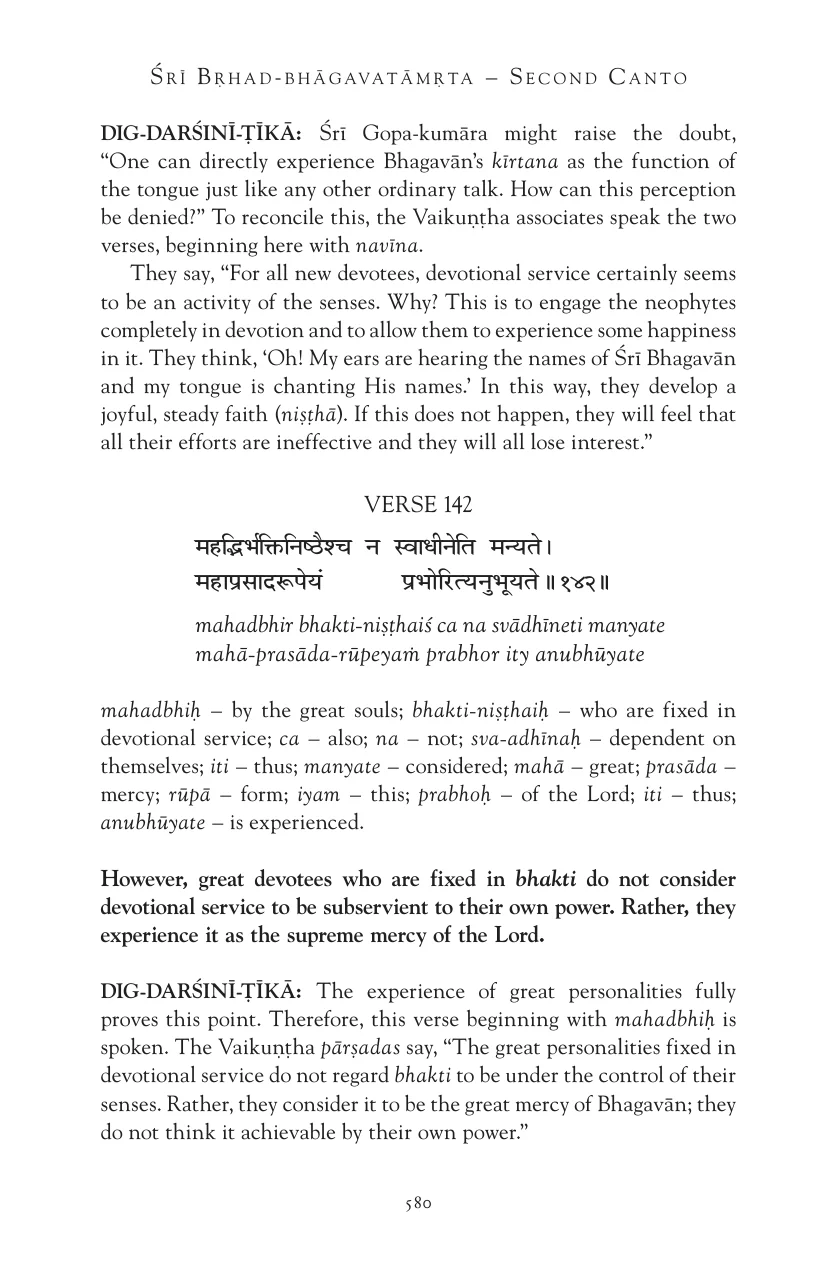 ŚRĪ BṚHAD-BHĀGAVATĀMṚTA – SECOND CANTO
DIG-DARŚINĪ-ṬĪKĀ: Śrī Gopa-kumāra might raise the doubt,
“One can directly experience Bhagavān’s kīrtana as the function of
the tongue just like any other ordinary talk. How can this perception
be denied?” To reconcile this, the Vaikuṇṭha associates speak the two
verses, beginning here with navīna.
They say, “For all new devotees, devotional service certainly seems
to be an activity of the senses. Why? This is to engage the neophytes
completely in devotion and to allow them to experience some happiness
in it. They think, ‘Oh! My ears are hearing the names of Śrī Bhagavān
and my tongue is chanting His names.’ In this way, they develop a
joyful, steady faith (niṣṭhā). If this does not happen, they will feel that
all their efforts are ineffective and they will all lose interest.”
VERSE 142
महद्भिर्भक्तिनिष्ठैश्च न स्वाधीनेति मन्यते।
महाप्रसादरूपेयं प्रभोरित्यनुभूयते॥१४२॥
mahadbhir bhakti-niṣṭhaiś ca na svādhīneti manyate
mahā-prasāda-rūpeyaṁ prabhor ity anubhūyate
mahadbhiḥ – by the great souls; bhakti-niṣṭhaiḥ – who are fixed in
devotional service; ca – also; na – not; sva-adhīnaḥ – dependent on
themselves; iti – thus; manyate – considered; mahā – great; prasāda –
mercy; rūpā – form; iyam – this; prabhoḥ – of the Lord; iti – thus;
anubhūyate – is experienced.
However, great devotees who are fixed in bhakti do not consider
devotional service to be subservient to their own power. Rather, they
experience it as the supreme mercy of the Lord.
DIG-DARŚINĪ-ṬĪKĀ: The experience of great personalities fully
proves this point. Therefore, this verse beginning with mahadbhiḥ is
spoken. The Vaikuṇṭha pārṣadas say, “The great personalities fixed in
devotional service do not regard bhakti to be under the control of their
senses. Rather, they consider it to be the great mercy of Bhagavān; they
do not think it achievable by their own power.”
580